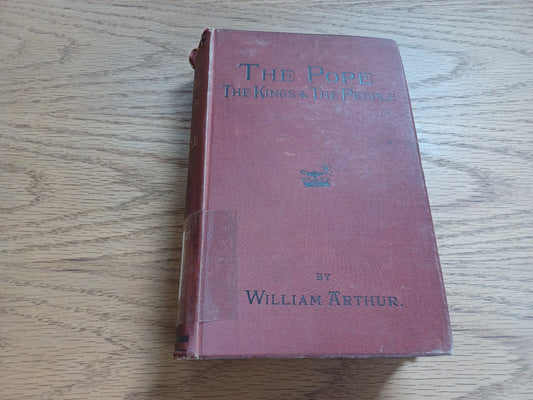 THE POPE
THE KINGS & THE PEOPLE
BY
WILLIAM ARTHUR.